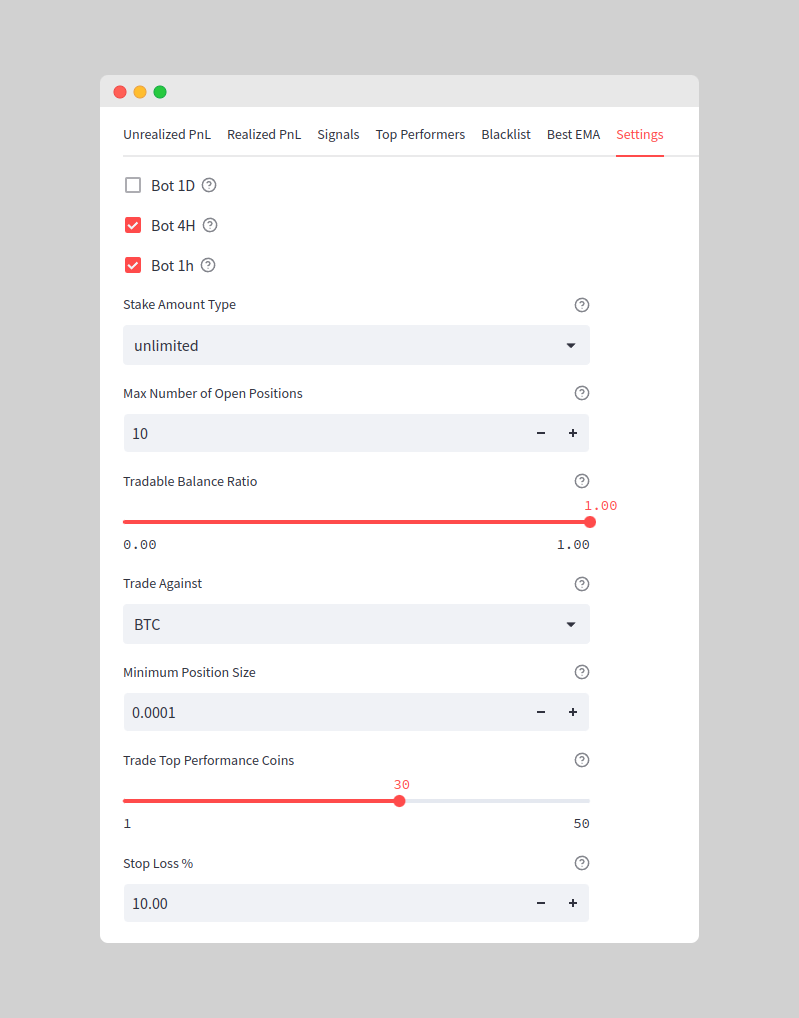 Unrealized PnL Realized PnL Signals Top Performers Blacklist Best EMA Settings
Bot 1D
Bot 4H
Bot 1h
Stake Amount Type
unlimited
Max Number of Open Positions
10
Tradable Balance Ratio
1.00
0.00 1.00
Trade Against
BTC
Minimum Position Size
0.0001
Trade Top Performance Coins
30
1 50
Stop Loss %
10.00